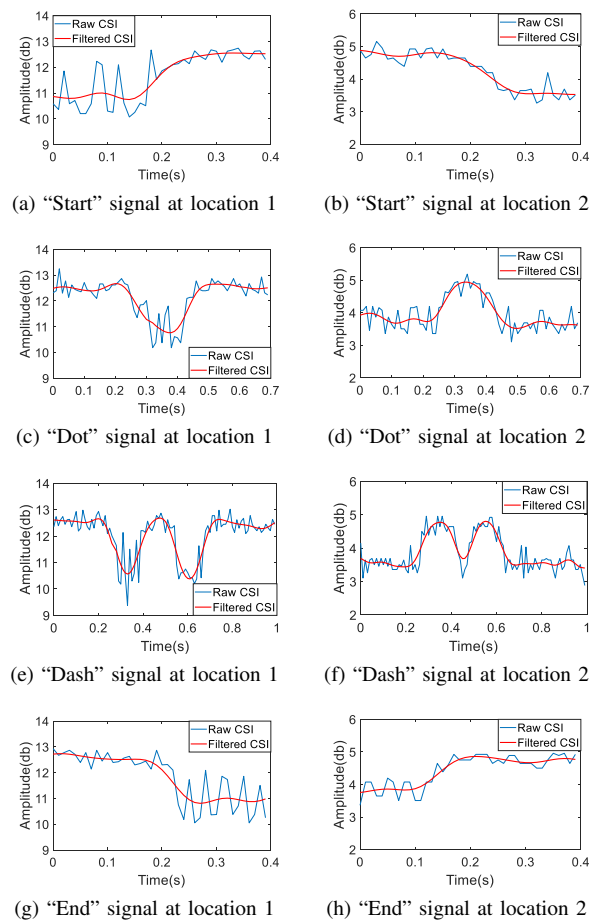 14
13
12
11
10
9
0 0.1 0.2 0.3 0.4
Time(s)
Amplitude(db)
Raw CSI
Filtered CSI
(a) “Start” signal at location 1
6
5
4
3
2
0 0.1 0.2 0.3 0.4
Time(s)
Amplitude(db)
Raw CSI
Filtered CSI
(b) “Start” signal at location 2
14
13
12
11
10
9
0 0.1 0.2 0.3 0.4 0.5 0.6 0.7
Time(s)
Amplitude(db)
Raw CSI
Filtered CSI
(c) “Dot” signal at location 1
6
5
4
3
2
0 0.1 0.2 0.3 0.4 0.5 0.6 0.7
Time(s)
Amplitude(db)
Raw CSI
Filtered CSI
(d) “Dot” signal at location 2
14
13
12
11
10
9
0 0.2 0.4 0.6 0.8 1
Time(s)
Amplitude(db)
Raw CSI
Filtered CSI
(e) “Dash” signal at location 1
6
5
4
3
2
0 0.2 0.4 0.6 0.8 1
Time(s)
Amplitude(db)
Raw CSI
Filtered CSI
(f) “Dash” signal at location 2
14
13
12
11
10
9
0 0.1 0.2 0.3 0.4
Time(s)
Amplitude(db)
Raw CSI
Filtered CSI
(g) “End” signal at location 1
6
5
4
3
2
0 0.1 0.2 0.3 0.4
Time(s)
Amplitude(db)
Raw CSI
Filtered CSI
(h) “End” signal at location 2